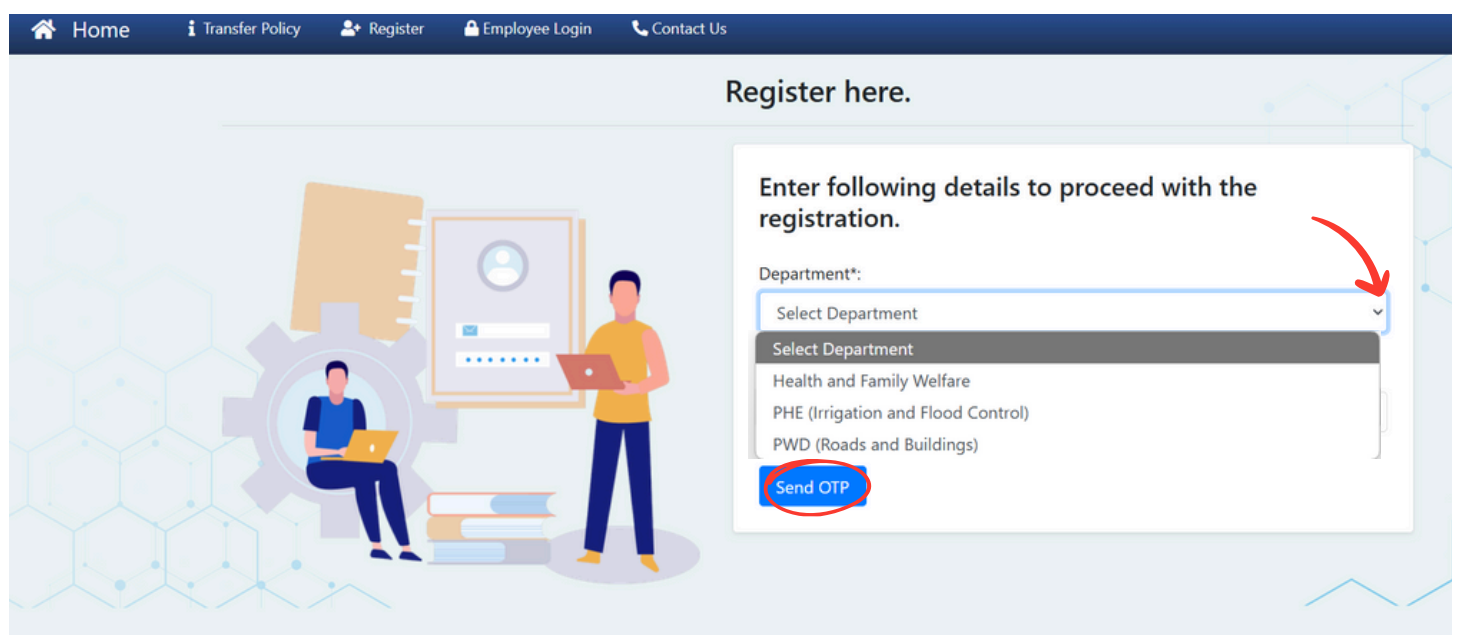 Home Transfer Policy Register Employee Login Contact Us
Register here.
Enter following details to proceed with the
registration.
Department*:
Select Department
Select Department
Health and Family Welfare
PHE (Irrigation and Flood Control)
PWD (Roads and Buildings)
Send OTP